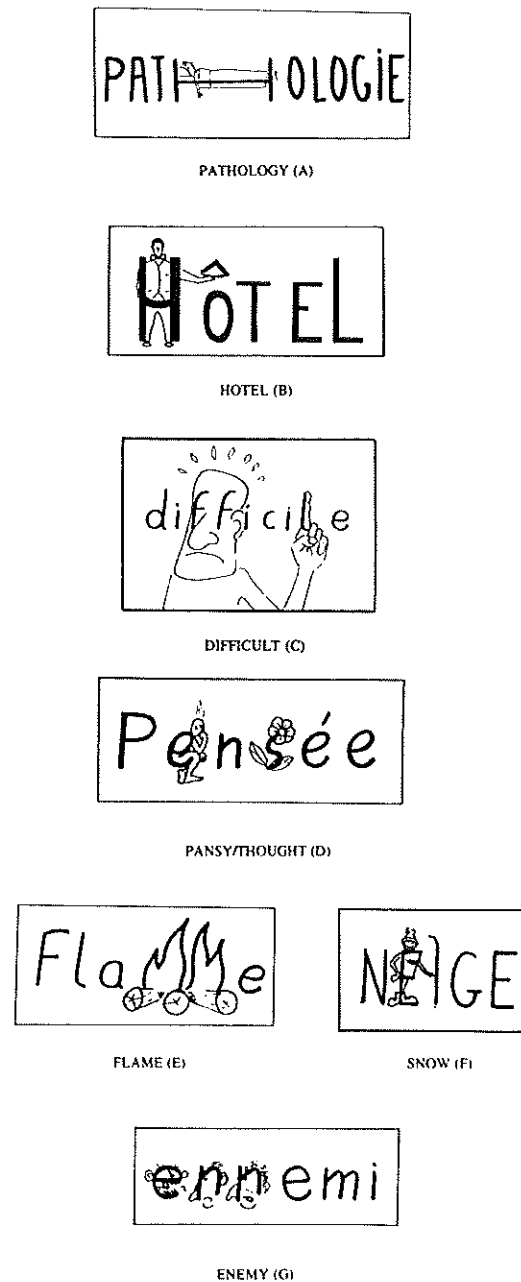 PATHOLOGIE
PATHOLOGY (A)
HÔTEL
HOTEL (B)
difficile
DIFFICULT (C)
Pensée
PANSY/THOUGHT (D)
Flamme
NEIGE
FLAME (E)
SNOW (F)
ennemi
ENEMY (G)